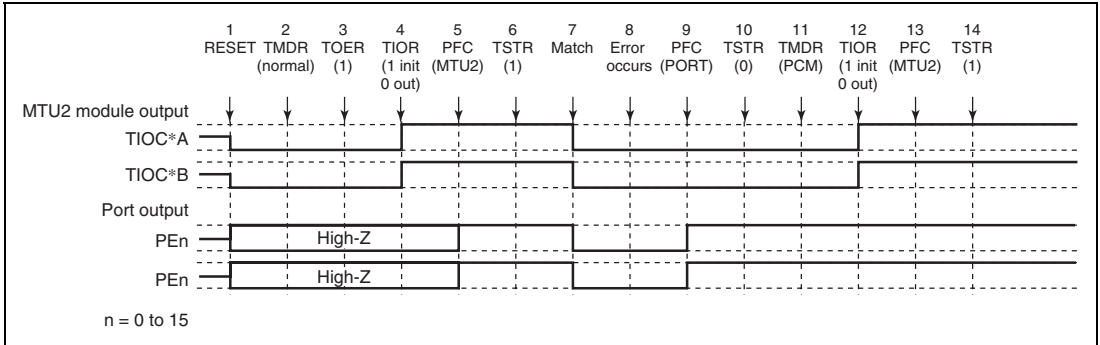 1 2 3 4 5 6 7 8 9 10 11 12 13 14
RESET TMDR TOER TIOR PFC TSTR Match Error PFC TSTR TMDR TIOR PFC TSTR
(normal) (1) (1 init (MTU2) (1) occurs (PORT) (0) (PCM) (1 init (MTU2) (1)
0 out) 0 out)
MTU2 module output
TIOC*A
TIOC*B
Port output
PEn High-Z
PEn High-Z
n = 0 to 15